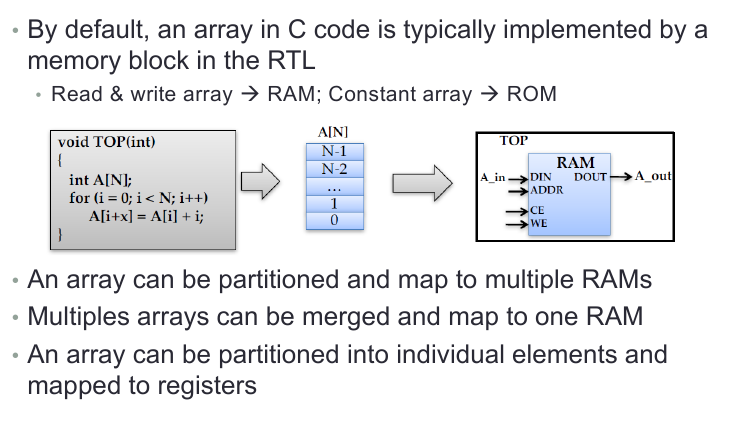 By default, an array in C code is typically implemented by a
memory block in the RTL
Read & write array → RAM; Constant array → ROM
void TOP(int)
{
int A[N];
for (i = 0; i < N; i++)
A[i+x] = A[i] + i;
}
A[N]
N-1
N-2
...
1
0
TOP
RAM
A_in
DIN
DOUT
A_out
ADDR
CE
WE
An array can be partitioned and map to multiple RAMs
Multiples arrays can be merged and map to one RAM
An array can be partitioned into individual elements and
mapped to registers